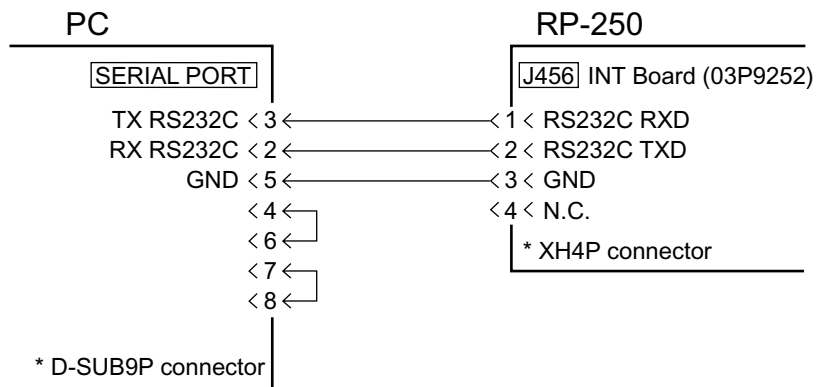 PC RP-250
SERIAL PORT J456 INT Board (03P9252)
TX RS232C < 3 < < 1 < RS232C RXD
RX RS232C < 2 < < 2 < RS232C TXD
GND < 5 < < 3 < GND
< 4 < < 4 < N.C.
< 6 <
* XH4P connector
< 7 <
< 8 <
* D-SUB9P connector